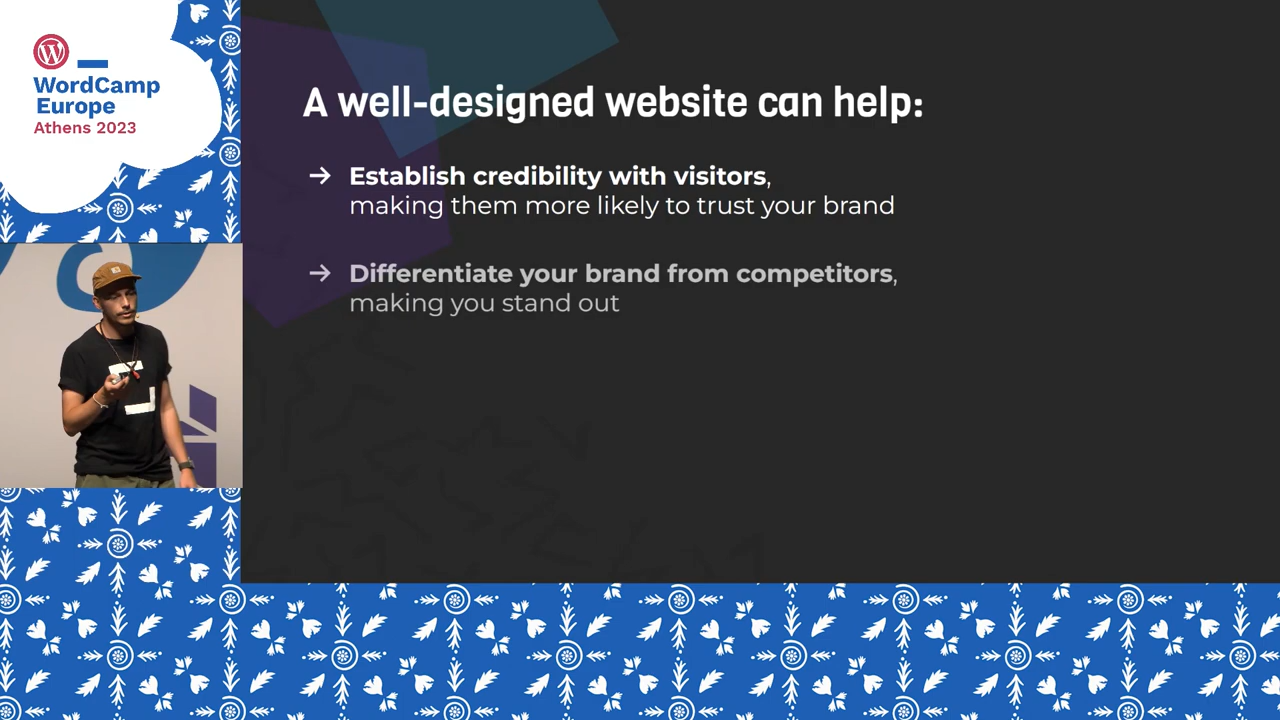 WordCamp
Europe
Athens 2023
A well-designed website can help:
→ Establish credibility with visitors,
making them more likely to trust your brand
→ Differentiate your brand from competitors,
making you stand out